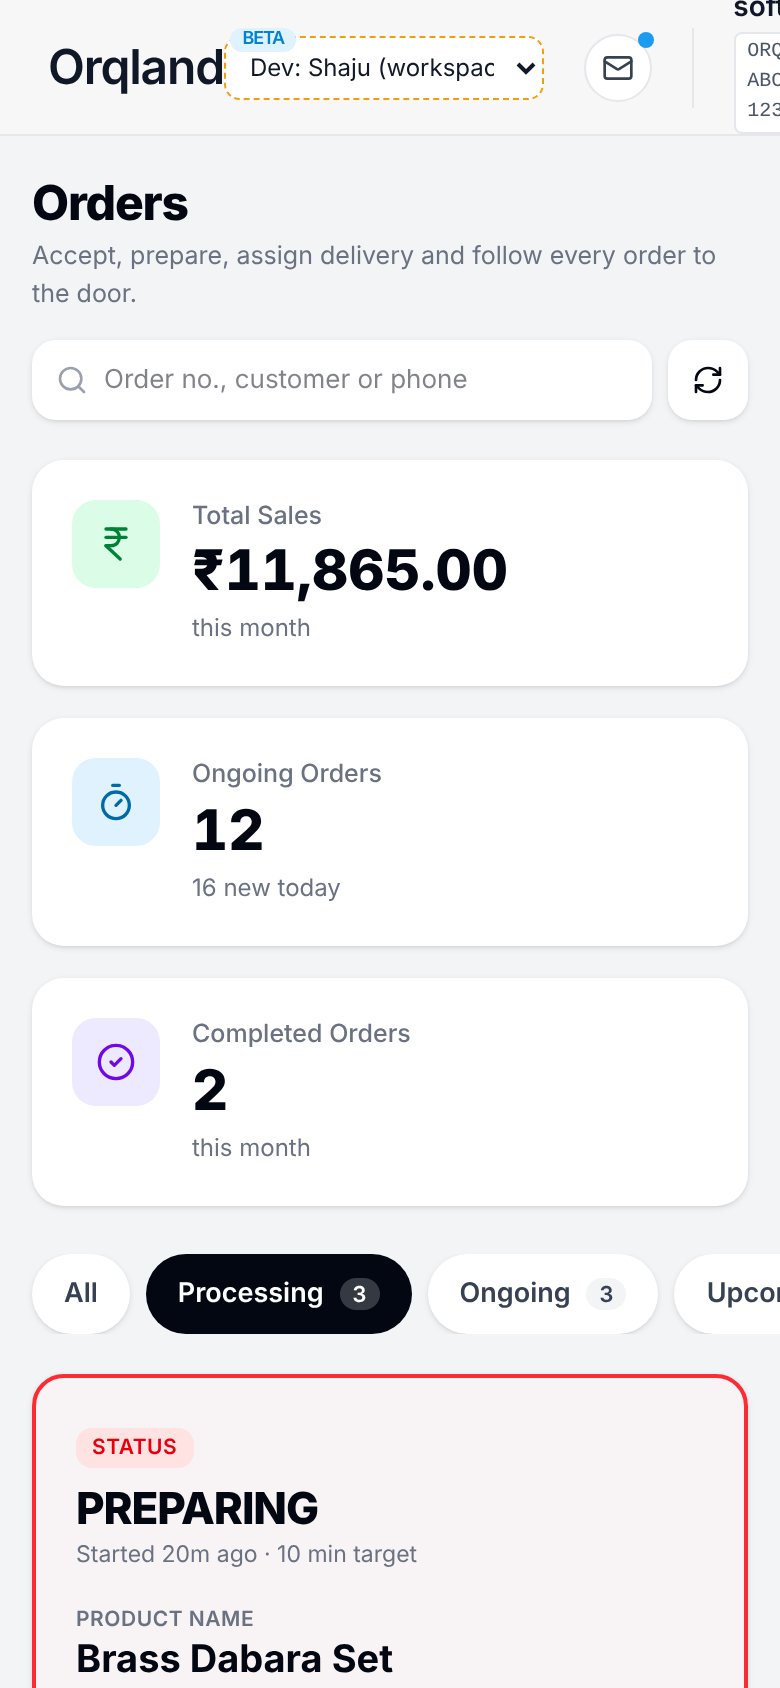 Orqland
BETA
Dev: Shaju (workspac
Orders
Accept, prepare, assign delivery and follow every order to
the door.
Order no., customer or phone
Total Sales
₹11,865.00
this month
Ongoing Orders
12
16 new today
Completed Orders
2
this month
All
Processing 3
Ongoing 3
STATUS
PREPARING
Started 20m ago · 10 min target
PRODUCT NAME
Brass Dabara Set